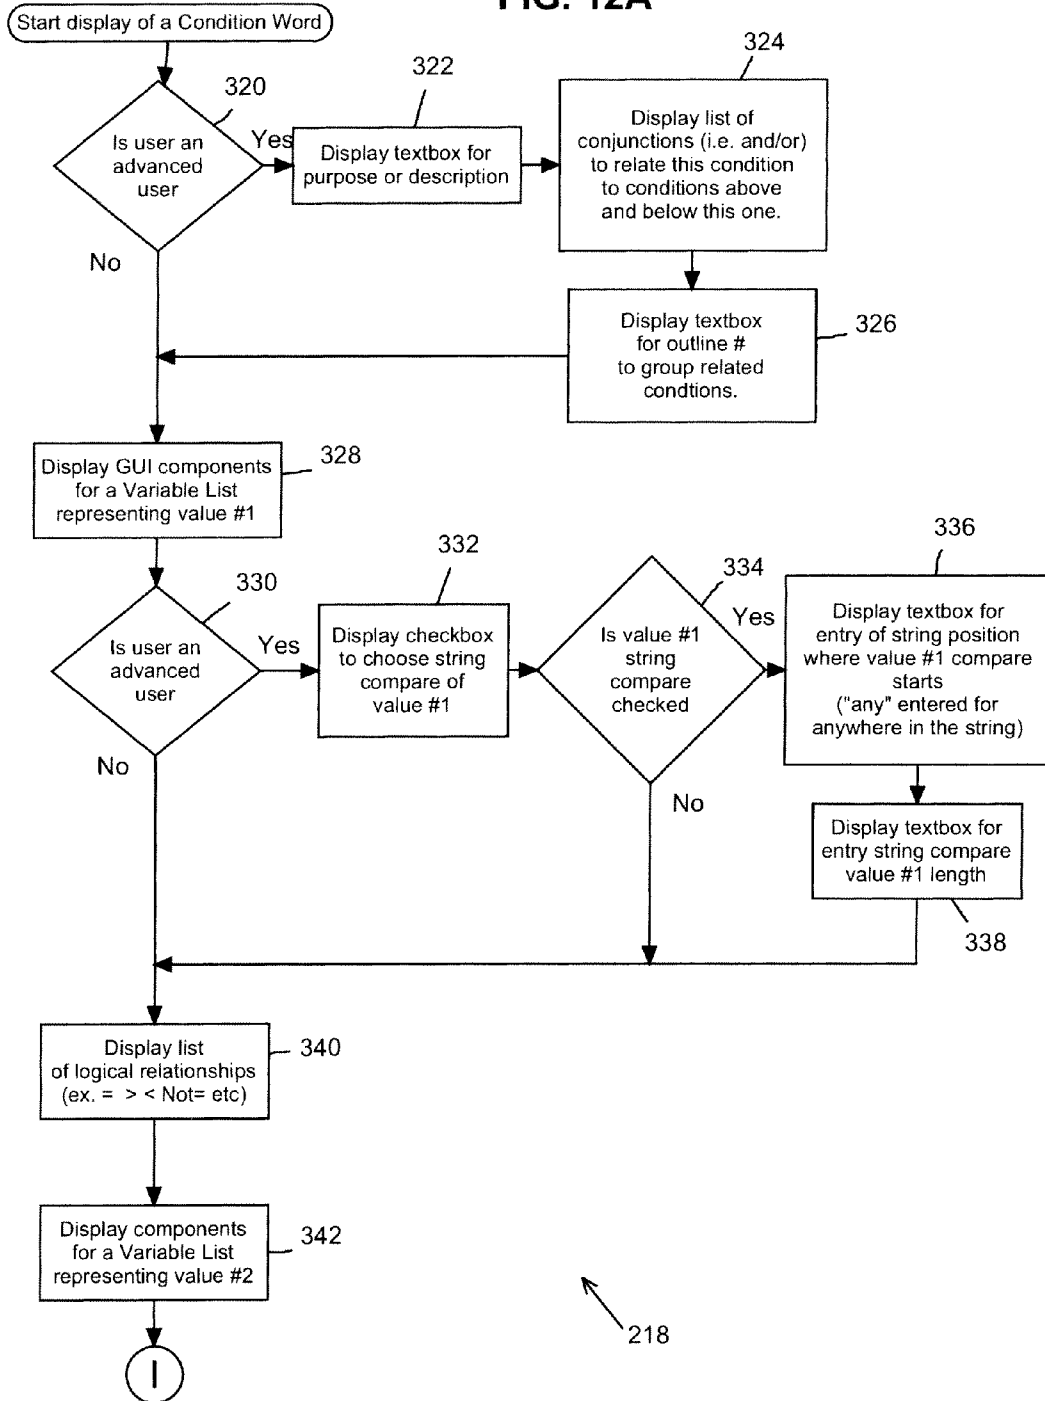 FIG. 12A
Start display of a Condition Word
320
Is user an
advanced
user
Yes
No
322
Display textbox for
purpose or description
324
Display list of
conjunctions (i.e. and/or)
to relate this condition
to conditions above
and below this one.
Display textbox
for outline #
to group related
condtions.
326
Display GUI components
for a Variable List
representing value #1
328
330
Is user an
advanced
user
Yes
No
332
Display checkbox
to choose string
compare of
value #1
334
Is value #1
string
compare
checked
Yes
No
336
Display textbox for
entry of string position
where value #1 compare
starts
("any" entered for
anywhere in the string)
Display textbox for
entry string compare
value #1 length
338
Display list
of logical relationships
(ex. = > < Not= etc)
340
Display components
for a Variable List
representing value #2
342
I
218